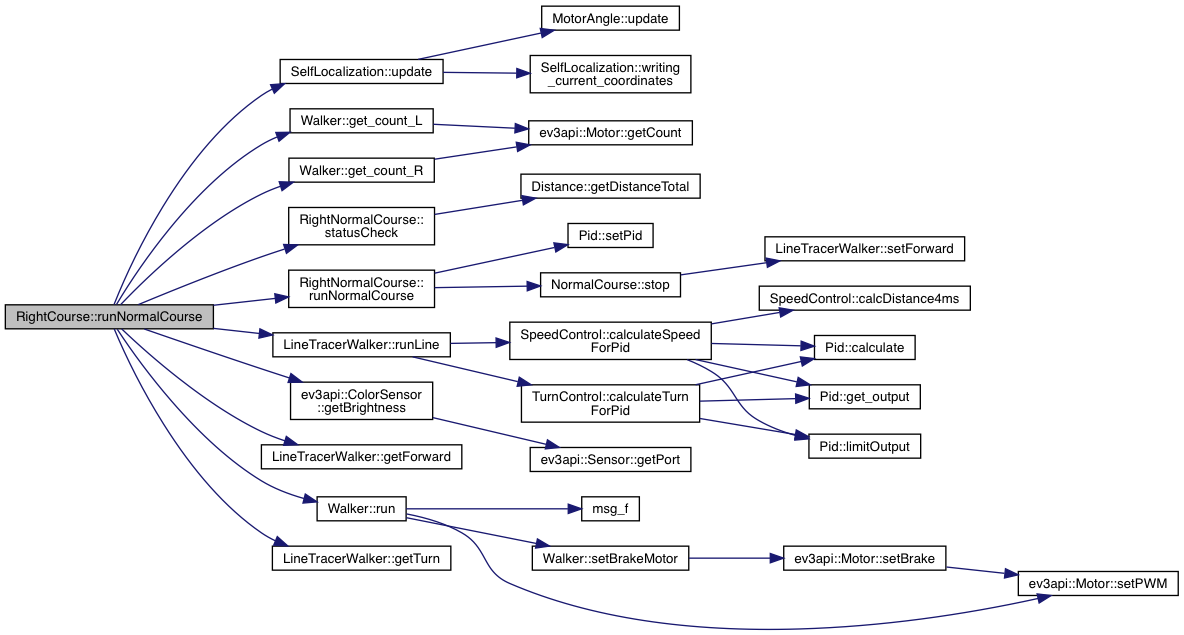 MotorAngle::update
SelfLocalization::update
SelfLocalization::writing
_current_coordinates
Walker::get_count_L
ev3api::Motor::getCount
Walker::get_count_R
Distance::getDistanceTotal
RightNormalCourse::
statusCheck
Pid::setPid
LineTracerWalker::setForward
RightNormalCourse::
runNormalCourse
NormalCourse::stop
SpeedControl::calcDistance4ms
RightCourse::runNormalCourse
LineTracerWalker::runLine
SpeedControl::calculateSpeed
ForPid
Pid::calculate
ev3api::ColorSensor
::getBrightness
TurnControl::calculateTurn
ForPid
Pid::get_output
Pid::limitOutput
LineTracerWalker::getForward
ev3api::Sensor::getPort
Walker::run
msg_f
LineTracerWalker::getTurn
Walker::setBrakeMotor
ev3api::Motor::setBrake
ev3api::Motor::setPWM